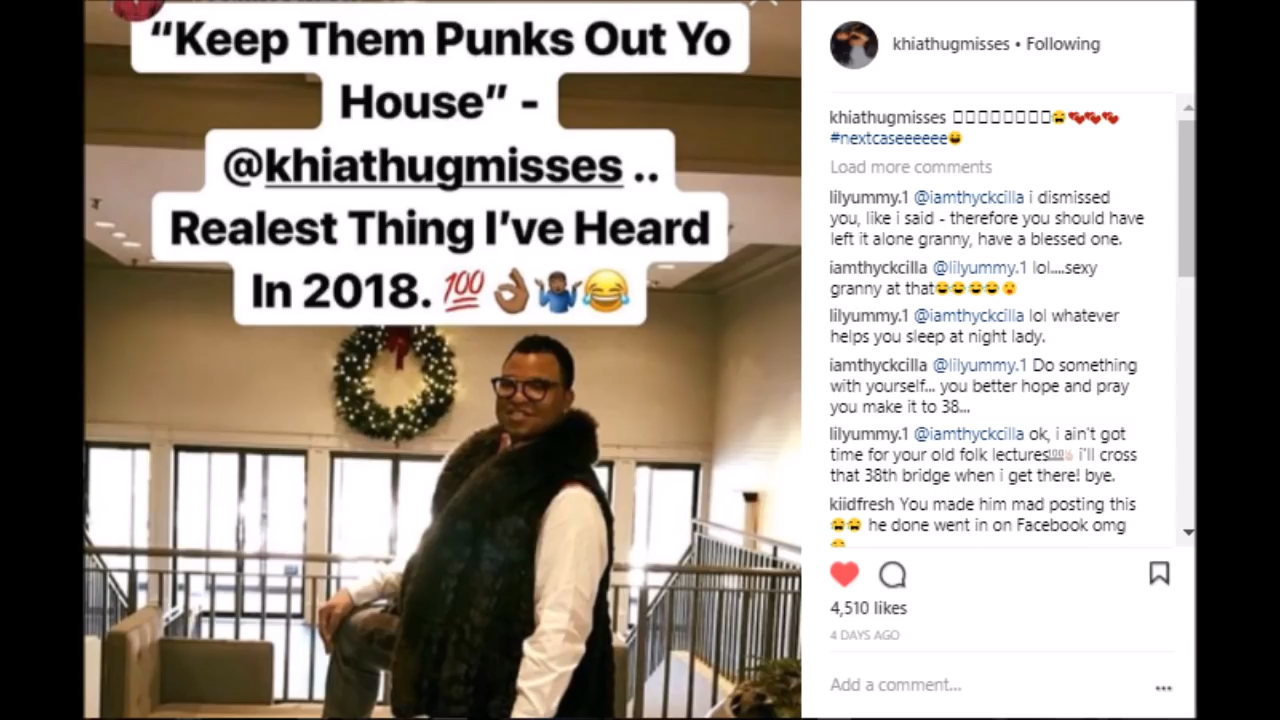 “Keep Them Punks Out Yo
House” -
@khiathugmisses ..
Realest Thing I’ve Heard
In 2018. 💯👌🏾🤷🏾‍♂️😂
khiathugmisses • Following
khiathugmisses
#nextcaseeeeee😆
Load more comments
lilyummy.1 @iamthyckcilla i dismissed
you, like i said - therefore you should have
left it alone granny, have a blessed one.
iamthyckcilla @lilyummy.1 lol....sexy
granny at that
lilyummy.1 @iamthyckcilla lol whatever
helps you sleep at night lady.
iamthyckcilla @lilyummy.1 Do something
with yourself... you better hope and pray
you make it to 38...
lilyummy.1 @iamthyckcilla ok, i ain't got
time for your old folk lectures💯 i'll cross
that 38th bridge when i get there! bye.
kiidfresh You made him mad posting this
he done went in on Facebook omg
4,510 likes
4 DAYS AGO
Add a comment...